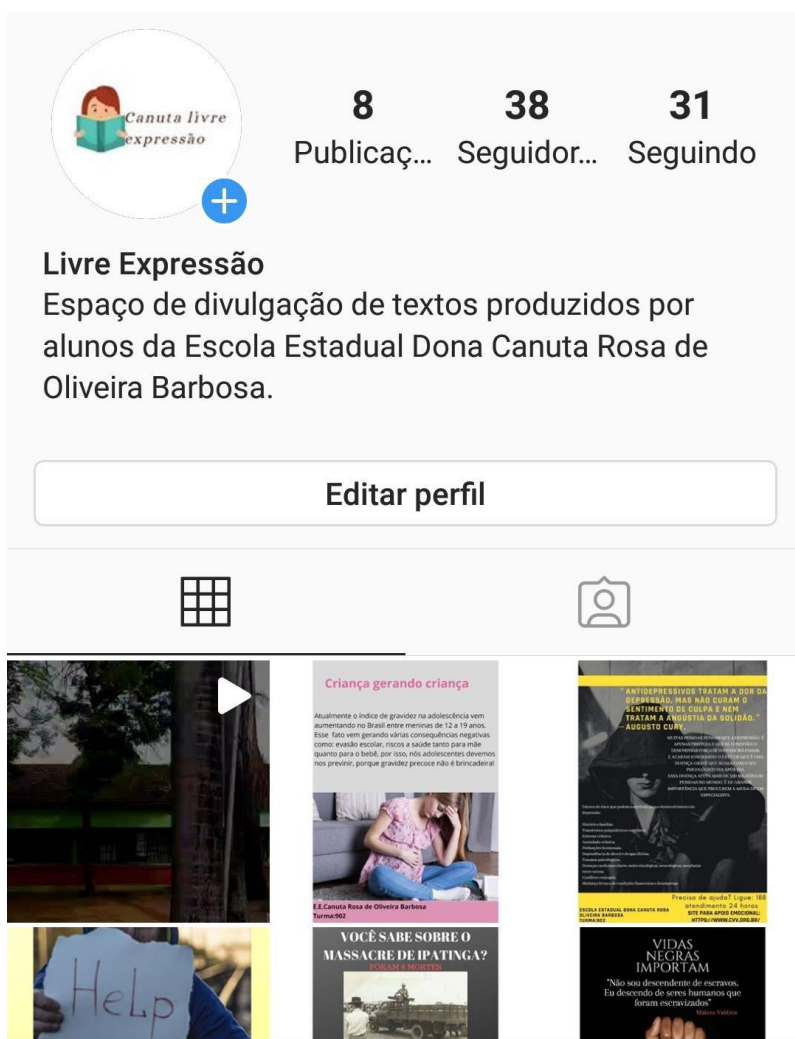 Canuta livre
expressão
8
38
31
Publicaç...
Seguidor...
Seguindo
Livre Expressão
Espaço de divulgação de textos produzidos por
alunos da Escola Estadual Dona Canuta Rosa de
Oliveira Barbosa.
Editar perfil
Criança gerando criança
Atualmente o índice de gravidez na adolescência vem
aumentando no Brasil entre meninas de 12 a 19 anos.
Esse fato vem gerando várias consequências negativas
como: evasão escolar, riscos a saúde tanto para mãe
quanto para o bebê, por isso, nós adolescentes devemos
nos previnir, porque gravidez precoce não é brincadeira!
E.E.Canuta Rosa de Oliveira Barbosa
Turma:902
"ANTIDEPRESSIVOS TRATAM A DOR DA
DEPRESSÃO, MAS NÃO CURAM O
SENTIMENTO DE CULPA E NEM
TRATAM A ANGÚSTIA DA SOLIDÃO."
—AUGUSTO CURY.
Precisa de ajuda? Ligue: 188
atendimento 24 horas
SITE PARA APOIO EMOCIONAL:
HTTPS://WWW.CVV.ORG.BR/
ESCOLA ESTADUAL DONA CANUTA ROSA
OLIVEIRA BARBOSA
TURMA:902
HeLp
VOCÊ SABE SOBRE O
MASSACRE DE IPATINGA?
FORAM 8 MORTES
VIDAS
NEGRAS
IMPORTAM
"Não sou descendente de escravos.
Eu descendo de seres humanos que
foram escravizados"
Makota Valdina